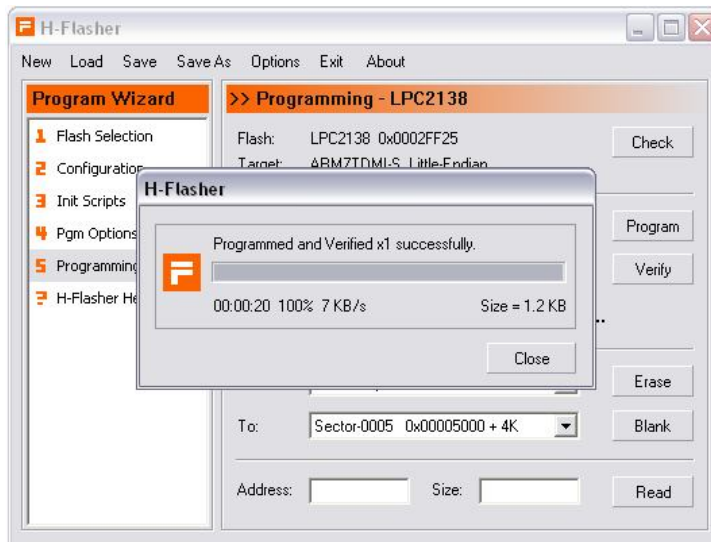 H-Flasher
New Load Save Save As Options Exit About
Program Wizard
>> Programming - LPC2138
1 Flash Selection
2 Configuration
3 Init Scripts
4 Pgm Options
5 Programming
? H-Flasher He
Flash: LPC2138 0x0002FF25
Check
Target: ARM7TDMI-S Little-Endian
H-Flasher
Programmed and Verified x1 successfully.
00:00:20 100% 7 KB/s Size = 1.2 KB
Close
Program
Verify
..
Erase
To: Sector-0005 0x00005000 + 4K
Blank
Address: Size:
Read